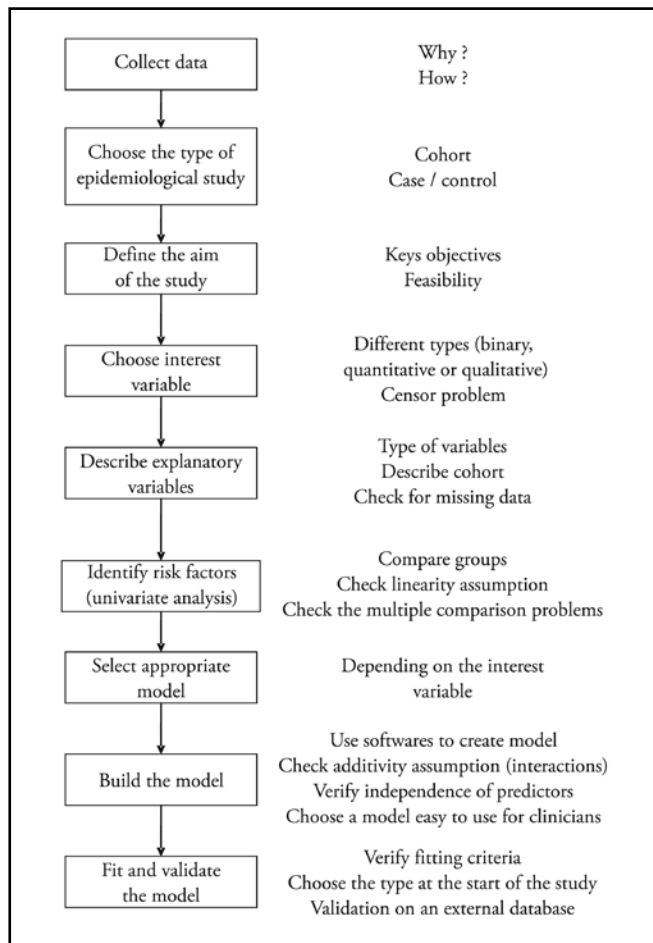 Collect data
Why ?
How ?
Choose the type of
epidemiological study
Cohort
Case / control
Define the aim
of the study
Keys objectives
Feasibility
Choose interest
variable
Different types (binary,
quantitative or qualitative)
Censor problem
Describe explanatory
variables
Type of variables
Describe cohort
Check for missing data
Identify risk factors
(univariate analysis)
Compare groups
Check linearity assumption
Check the multiple comparison problems
Select appropriate
model
Depending on the interest
variable
Build the model
Use softwares to create model
Check additivity assumption (interactions)
Verify independence of predictors
Choose a model easy to use for clinicians
Fit and validate
the model
Verify fitting criteria
Choose the type at the start of the study
Validation on an external database